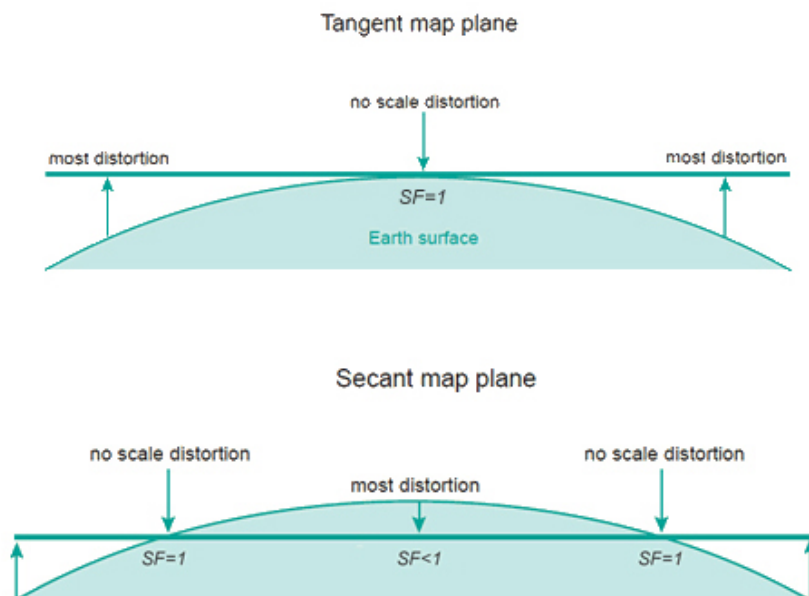 Tangent map plane
no scale distortion
most distortion
most distortion
SF=1
Earth surface
Secant map plane
no scale distortion
no scale distortion
most distortion
SF=1
SF<1
SF=1